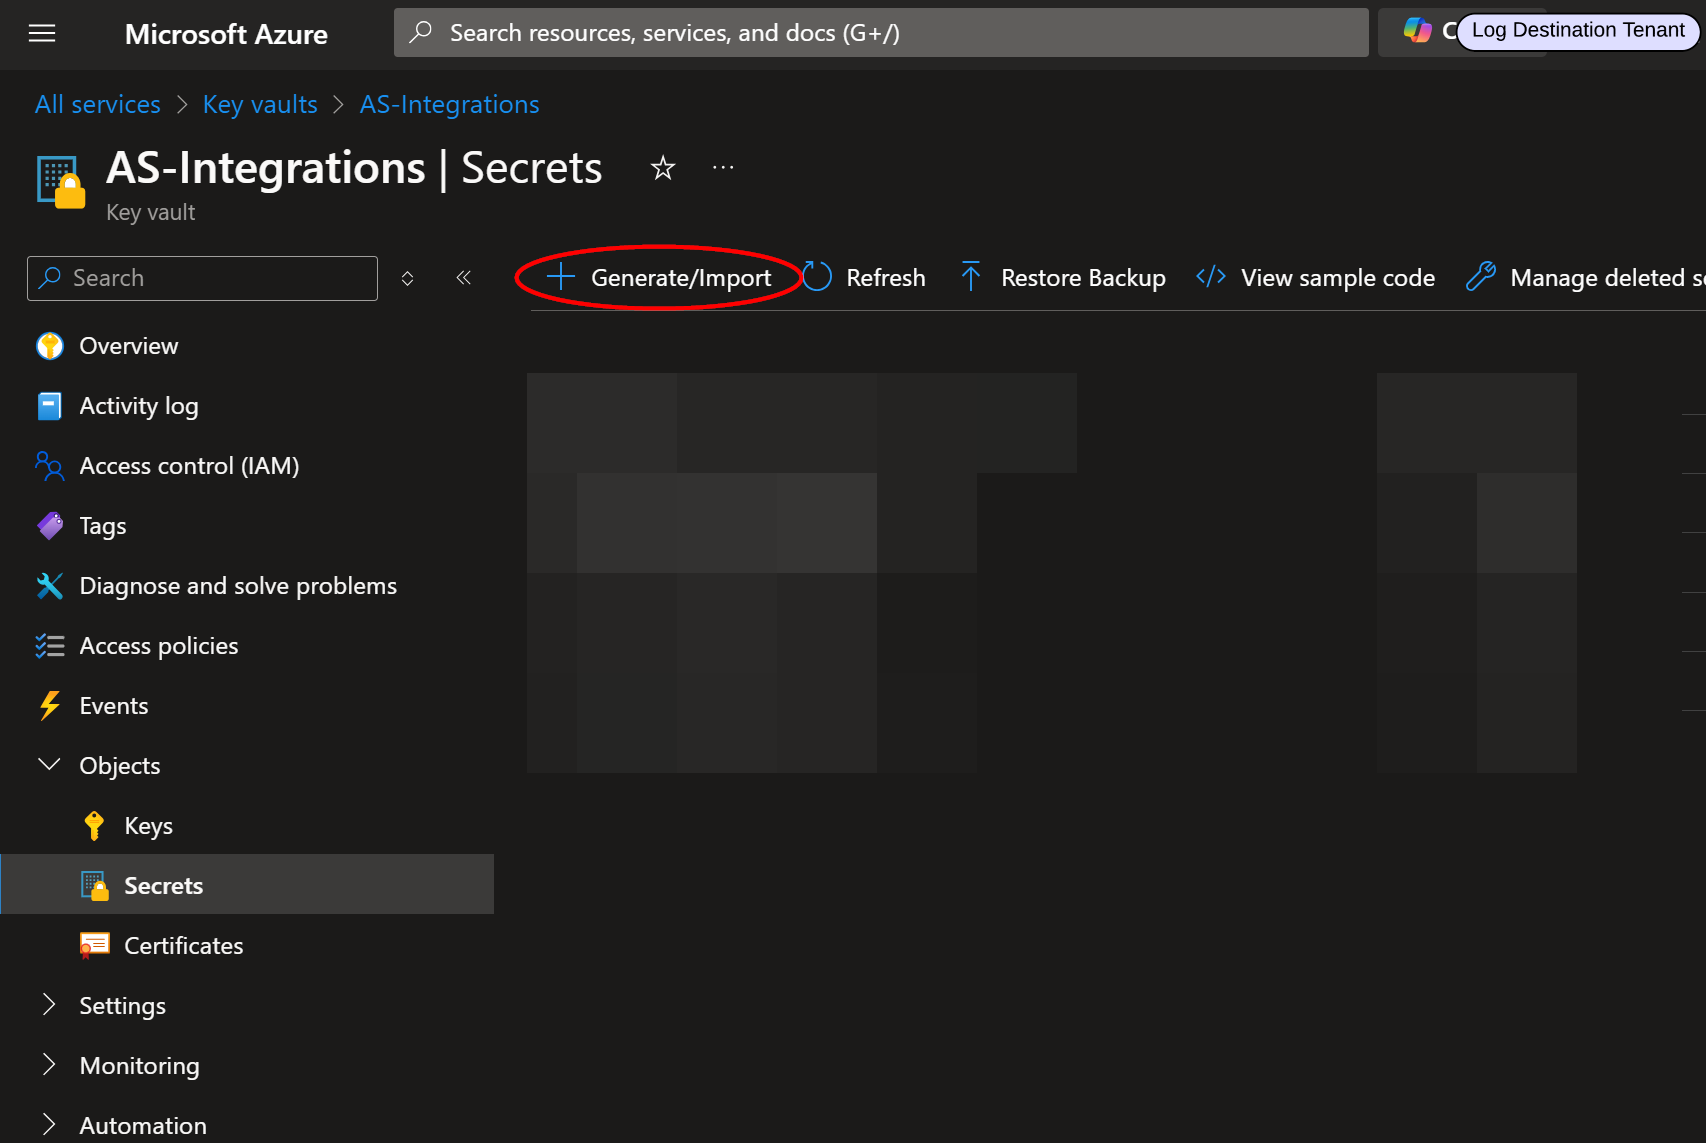 Microsoft Azure
Search resources, services, and docs (G+/)
Log Destination Tenant
All services > Key vaults > AS-Integrations
AS-Integrations | Secrets
Key vault
Search
Generate/Import
Refresh
Restore Backup
View sample code
Manage deleted
Overview
Activity log
Access control (IAM)
Tags
Diagnose and solve problems
Access policies
Events
Objects
Keys
Secrets
Certificates
Settings
Monitoring
Automation